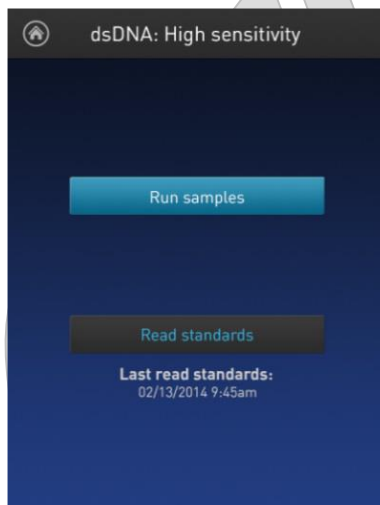 dsDNA: High sensitivity
Run samples
Read standards
Last read standards:
02/13/2014 9:45am